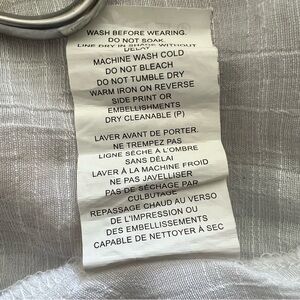 WASH BEFORE WEARING.
DO NOT SOAK.
LINE DRY IN SHADE WITHOUT
DELAY
MACHINE WASH COLD
DO NOT BLEACH
DO NOT TUMBLE DRY
WARM IRON ON REVERSE
SIDE PRINT OR
EMBELLISHMENTS
DRY CLEANABLE (P)
LAVER AVANT DE PORTER.
NE TREMPEZ PAS
LIGNE SÈCHE À L'OMBRE
SANS DÉLAI
LAVER À LA MACHINE FROID
NE PAS JAVELLISER
PAS DE SÉCHAGE PAR
CULBUTAGE
REPASSAGE CHAUD AU VERSO
DE L'IMPRESSION OU
DES EMBELLISSEMENTS
CAPABLE DE NETTOYER À SEC